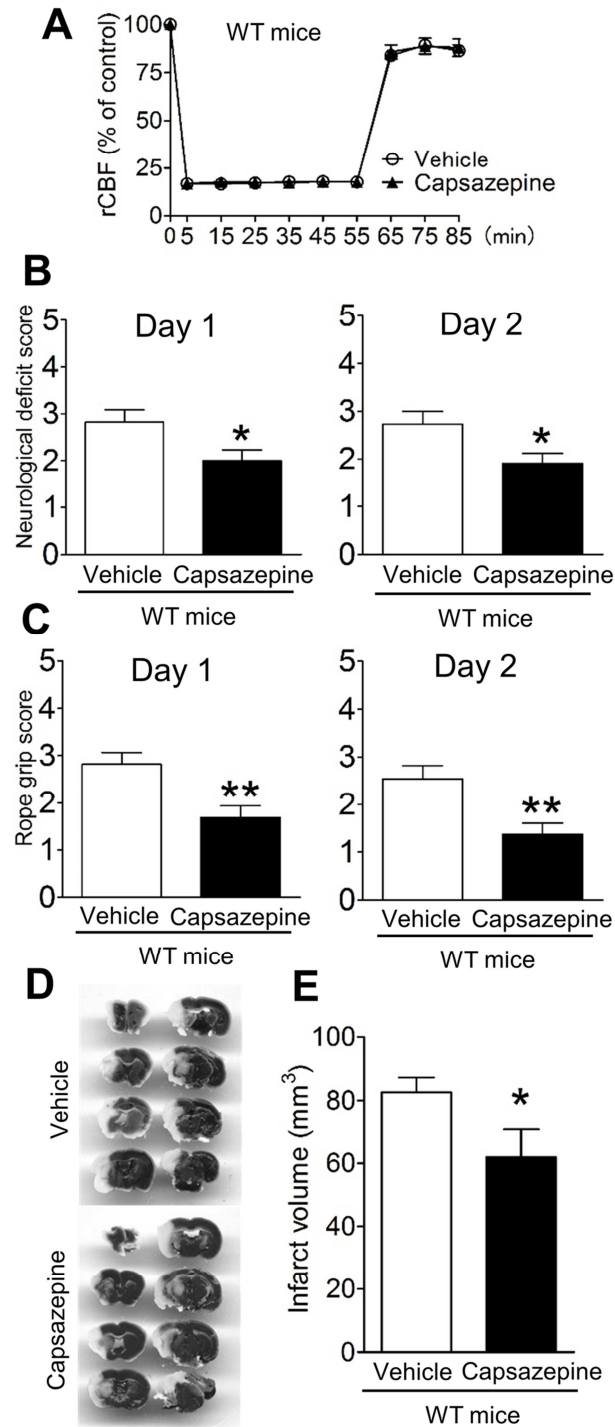 A
WT mice
rCBF (% of control)
100
75
50
25
0
Vehicle
Capsazepine
0 5 15 25 35 45 55 65 75 85 (min)
B
Neurological deficit score
Day 1
5
4
3
2
1
0
*
Vehicle Capsazepine
WT mice
Day 2
5
4
3
2
1
0
*
Vehicle Capsazepine
WT mice
C
Rope grip score
Day 1
5
4
3
2
1
0
**
Vehicle Capsazepine
WT mice
Day 2
5
4
3
2
1
0
**
Vehicle Capsazepine
WT mice
D
Vehicle
Capsazepine
E
Infarct volume (mm³)
100
80
60
40
20
0
*
Vehicle Capsazepine
WT mice